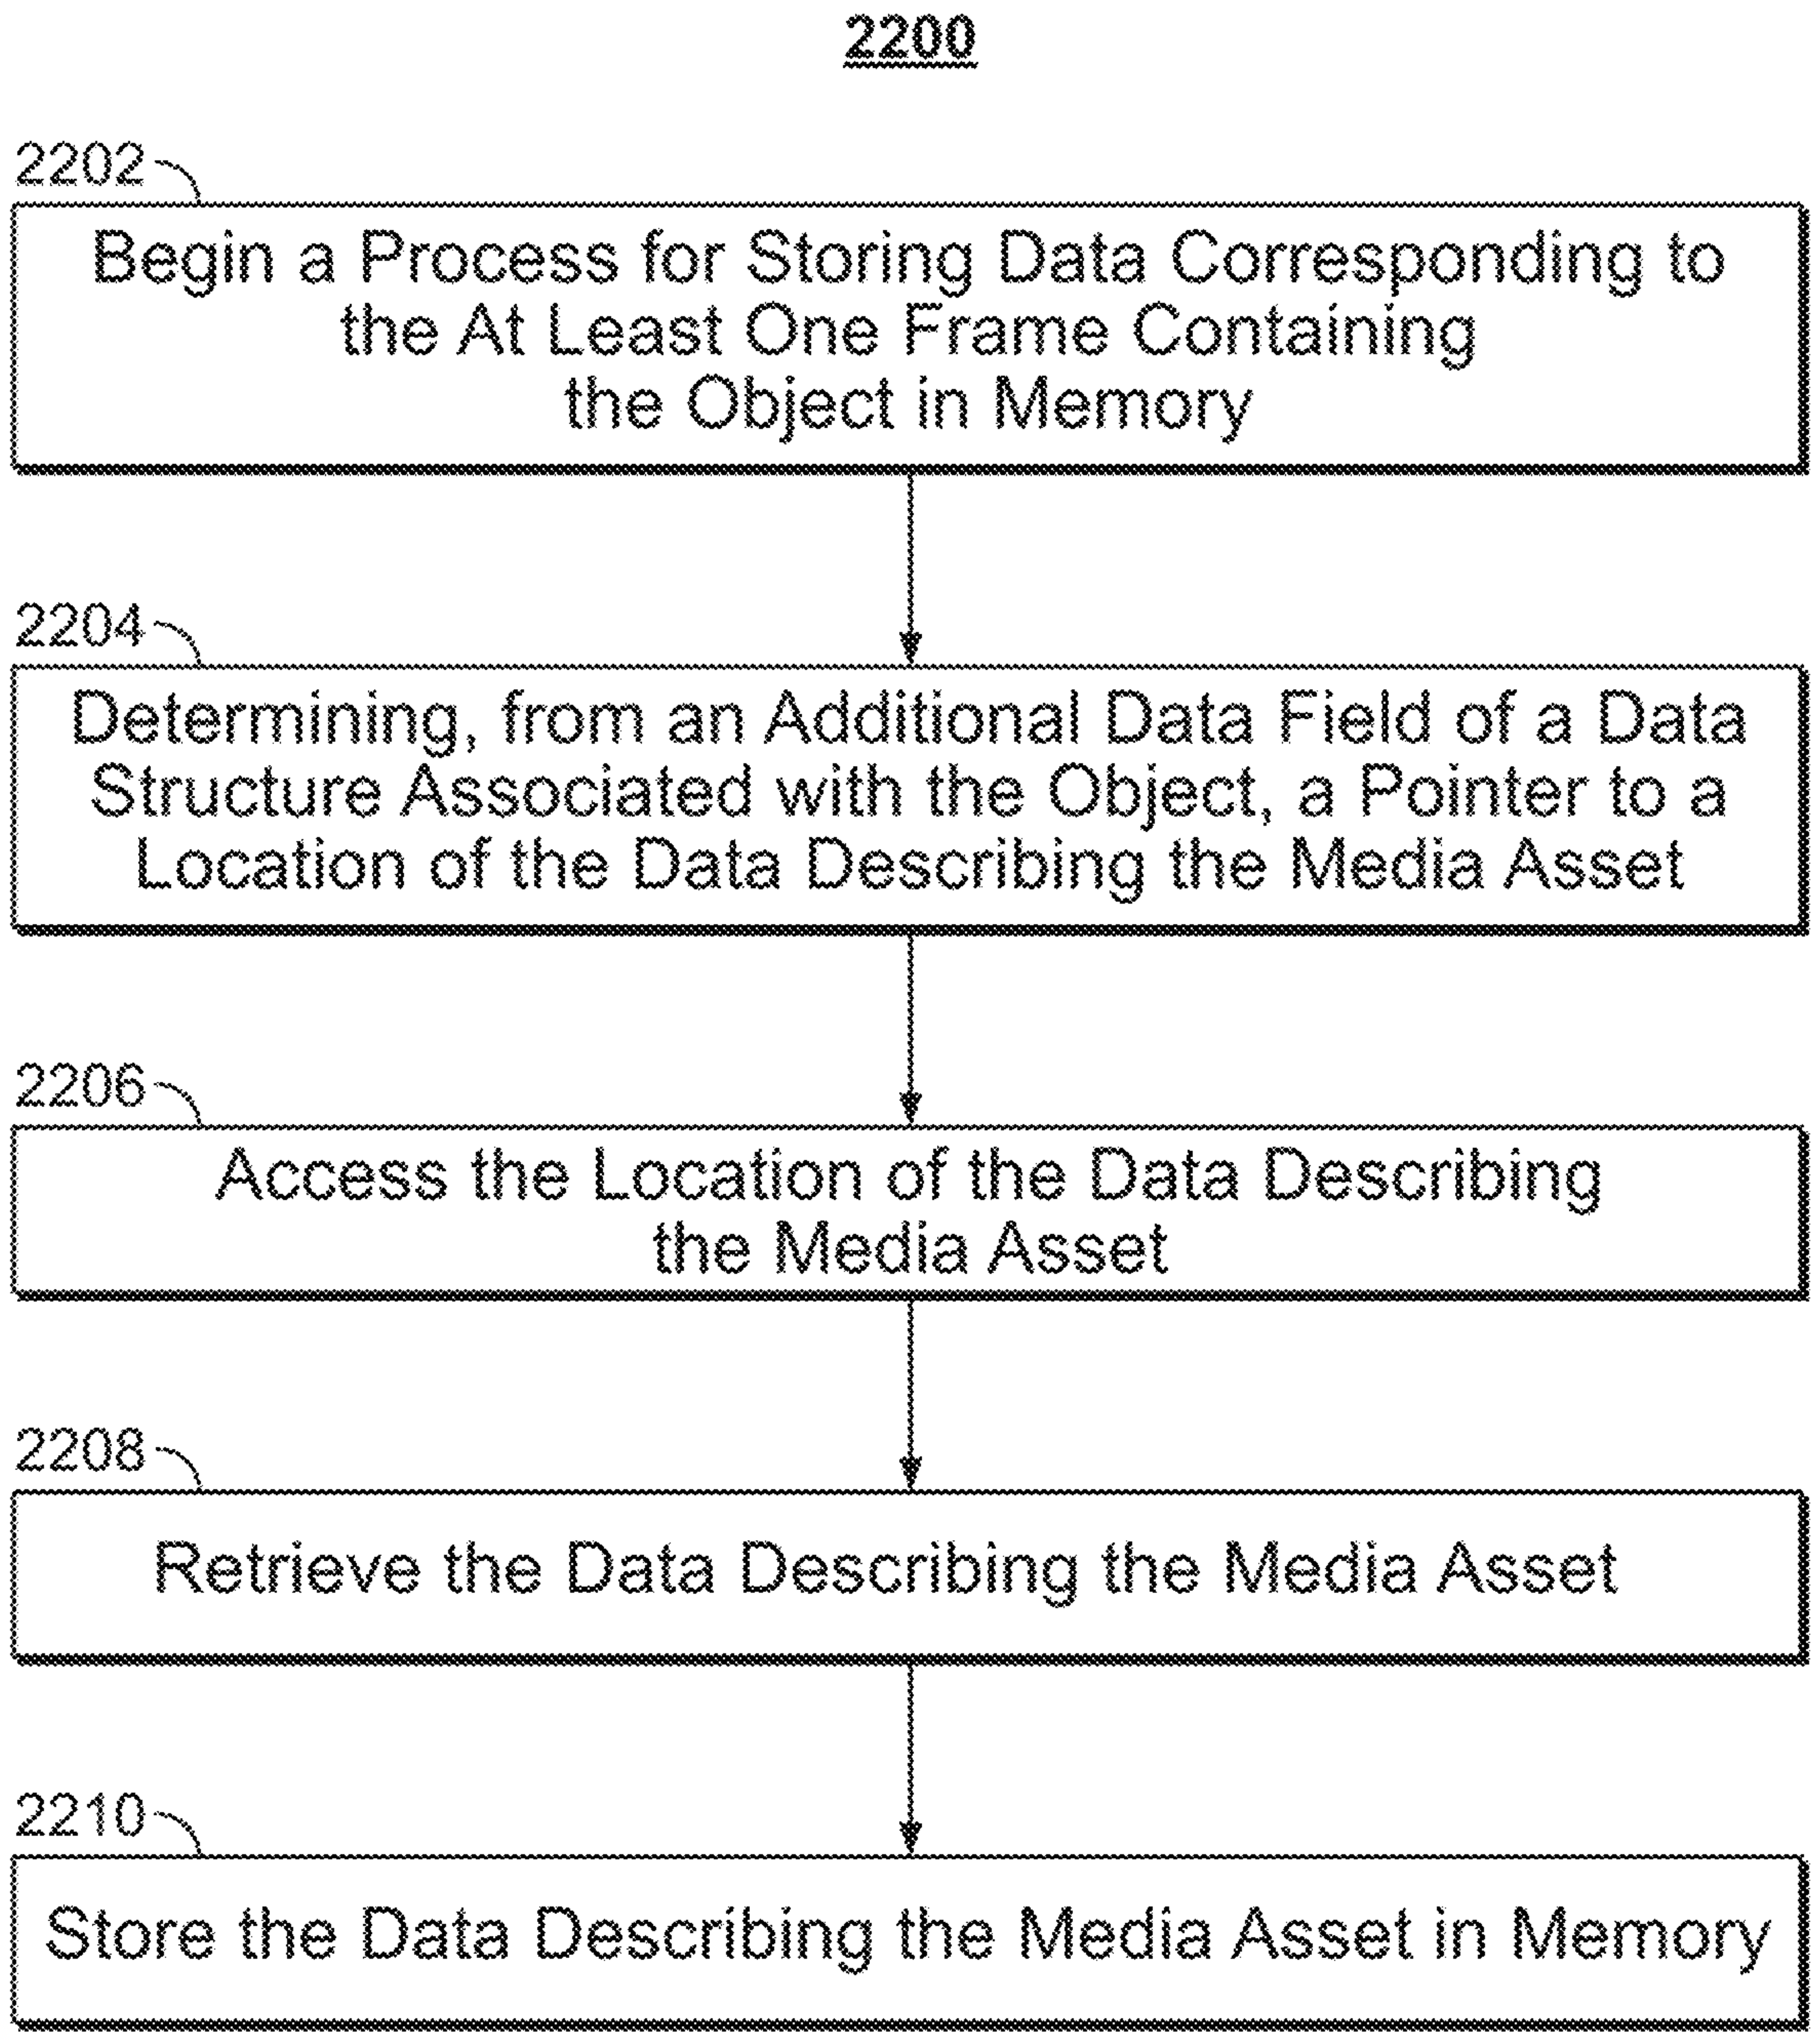 2200
2202
Begin a Process for Storing Data Corresponding to
the At Least One Frame Containing
the Object in Memory
2204
Determining, from an Additional Data Field of a Data
Structure Associated with the Object, a Pointer to a
Location of the Data Describing the Media Asset
2206
Access the Location of the Data Describing
the Media Asset
2208
Retrieve the Data Describing the Media Asset
2210
Store the Data Describing the Media Asset in Memory